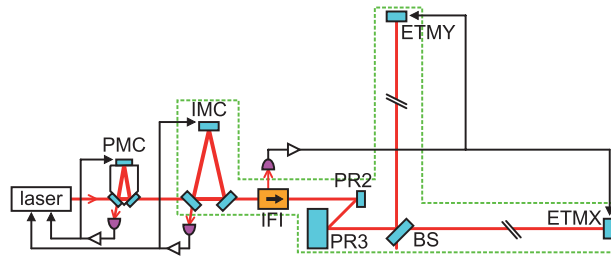 ETMY
IMC
PMC
PR2
laser
IFI
ETMX
PR3
BS